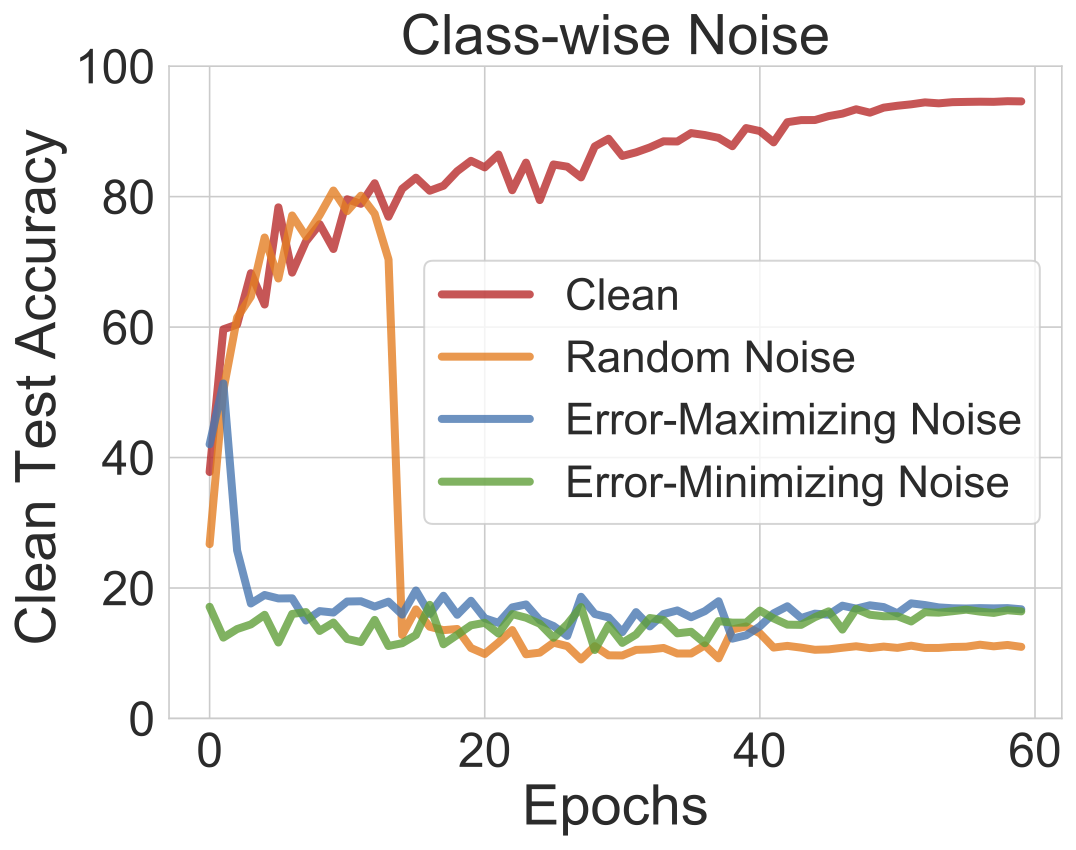 Class-wise Noise
100
80
60
40
20
0
Clean Test Accuracy
Clean
Random Noise
Error-Maximizing Noise
Error-Minimizing Noise
0 20 40 60
Epochs